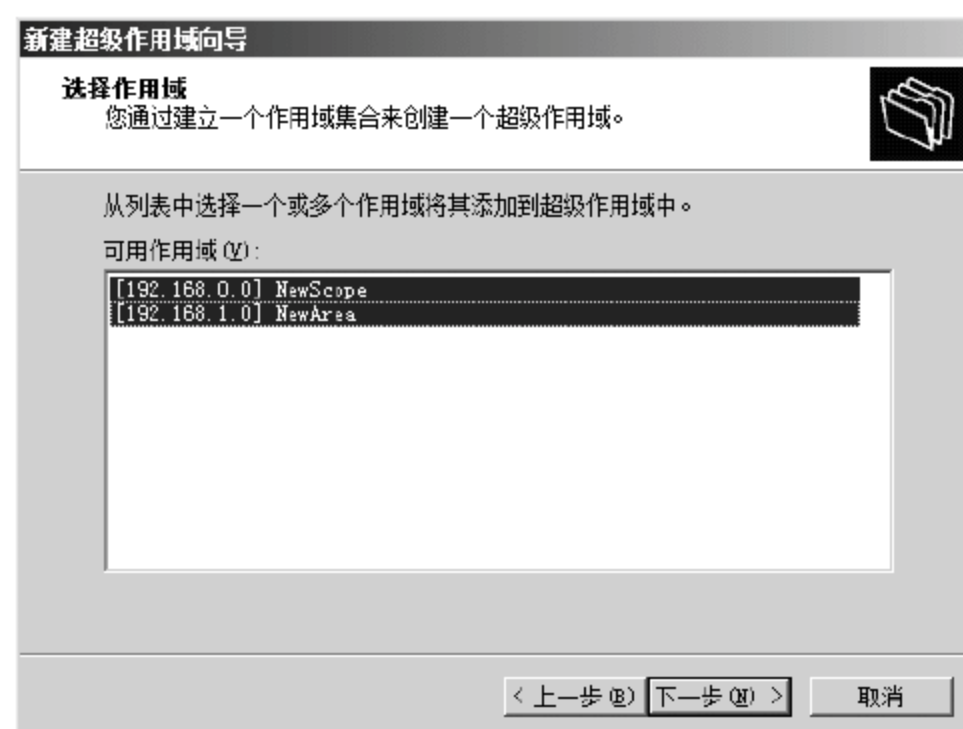 新建超级作用域向导
选择作用域
您通过建立一个作用域集合来创建一个超级作用域。
从列表中选择一个或多个作用域将其添加到超级作用域中。
可用作用域(V):
[192.168.0.0] NewScope
[192.168.1.0] NewArea
< 上一步(B) 下一步(N) > 取消